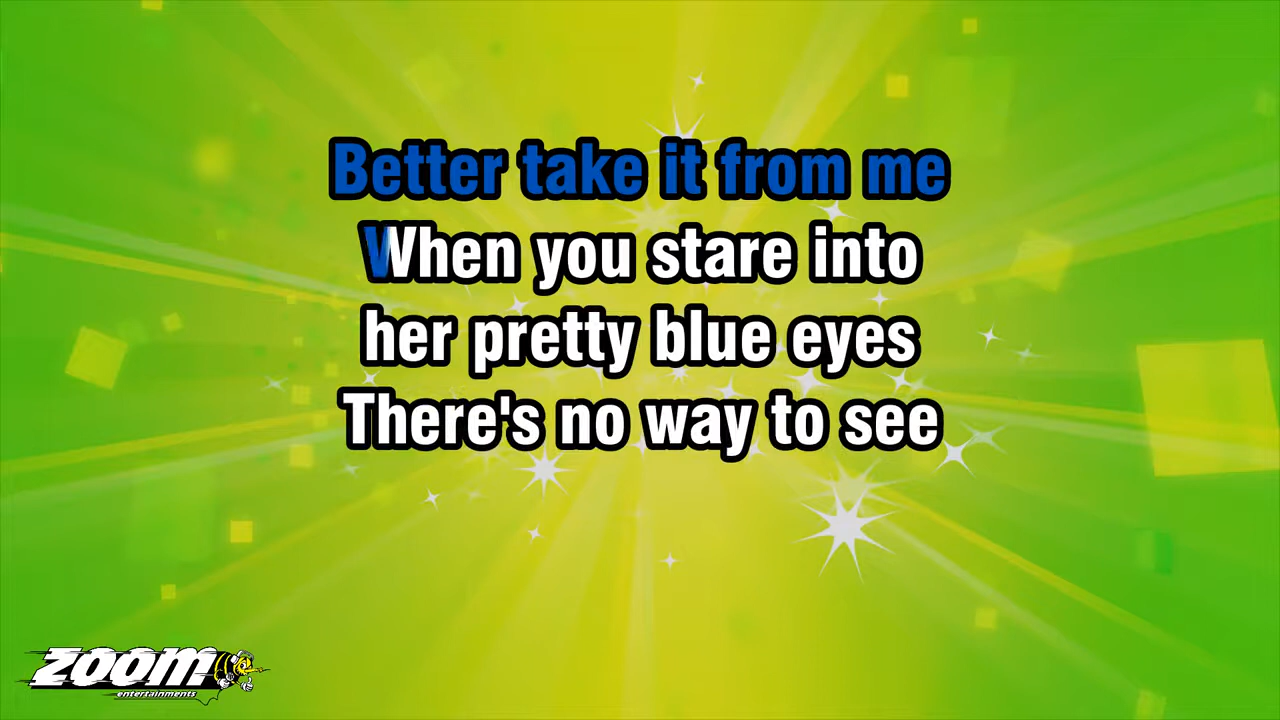 Better take it from me
When you stare into
her pretty blue eyes
There's no way to see
ZOOM
entertainments